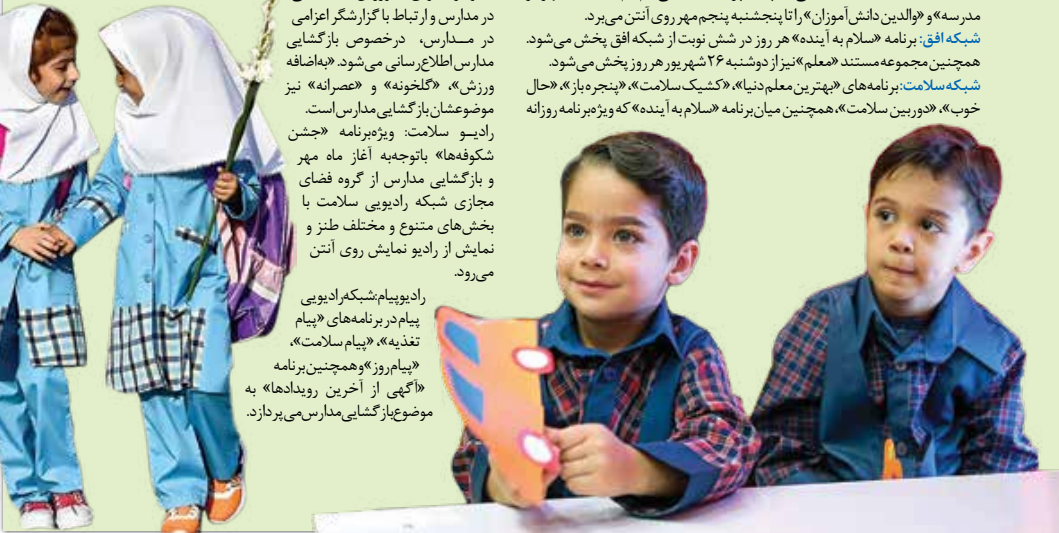 مدرسه» و «والدین دانش‌آموزان» را تا پنجشنبه پنجم مهر روی آنتن می‌برد.
شبکه افق: برنامه «سلام به آینده» هر روز در شش نوبت از شبکه افق پخش می‌شود.
همچنین مجموعه مستند «معلم» نیز از دوشنبه ۲۶ شهریور هر روز پخش می‌شود.
شبکه سلامت: برنامه‌های «بهترین معلم دنیا»، «کشیک سلامت»، «پنجره باز»، «حال
خوب»، «دوربین سلامت»، همچنین میان‌برنامه «سلام به آینده» که ویژه‌برنامه روزانه
در مدارس و ارتباط با گزارشگر اعزامی
در مــدارس، درخصوص بازگشایی
مدارس اطلاع‌رسانی می‌شود. «به‌اضافه
ورزش»، «گلخونه» و «عصرانه» نیز
موضوعشان بازگشایی مدارس است.
رادیــو سلامت: ویژه‌برنامه «جشن
شکوفه‌ها» باتوجه‌به آغاز ماه مهر
و بازگشایی مدارس از گروه فضای
مجازی شبکه رادیویی سلامت با
بخش‌های متنوع و مختلف طنز و
نمایش از رادیو نمایش روی آنتن
می‌رود.
رادیو پیام: شبکه رادیویی
پیام در برنامه‌های «پیام
تغذیه»، «پیام سلامت»،
«پیام روز» و همچنین برنامه
«آگهی از آخرین رویدادها» به
موضوع بازگشایی مدارس می‌پردازد.